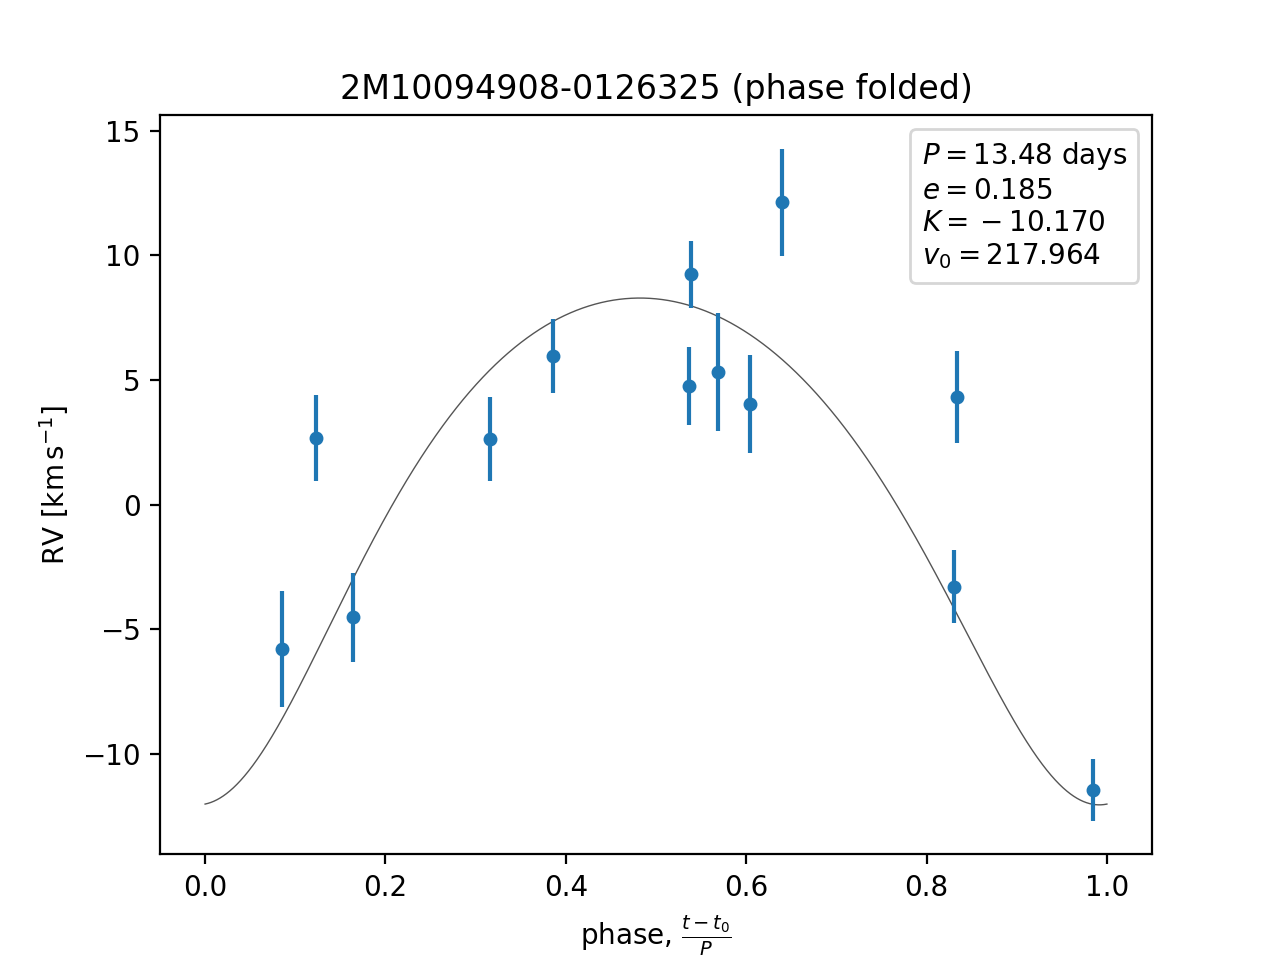 2M10094908-0126325 (phase folded)
P = 13.48 days
e = 0.185
K = −10.170
v₀ = 217.964
RV [km s⁻¹]
15
10
5
0
−5
−10
0.0 0.2 0.4 0.6 0.8 1.0
phase, (t − t₀)/P